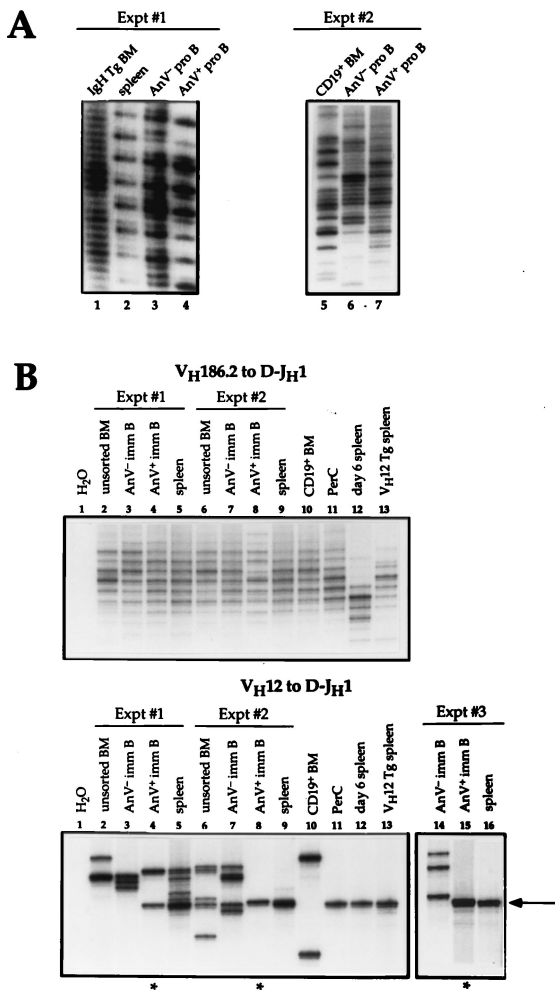 A
Expt #1
Expt #2
IgH Tg BM
spleen
AnV⁻ pro B
AnV⁺ pro B
CD19⁺ BM
AnV⁻ pro B
AnV⁺ pro B
1 2 3 4
5 6 - 7
B
VH186.2 to D-JH1
Expt #1
Expt #2
H2O
unsorted BM
AnV⁻ imm B
AnV⁺ imm B
spleen
unsorted BM
AnV⁻ imm B
AnV⁺ imm B
spleen
CD19⁺ BM
PerC
day 6 spleen
VH12 Tg spleen
1 2 3 4 5 6 7 8 9 10 11 12 13
VH12 to D-JH1
Expt #1
Expt #2
Expt #3
H2O
unsorted BM
AnV⁻ imm B
AnV⁺ imm B
spleen
unsorted BM
AnV⁻ imm B
AnV⁺ imm B
spleen
CD19⁺ BM
PerC
day 6 spleen
VH12 Tg spleen
AnV⁻ imm B
AnV⁺ imm B
spleen
1 2 3 4 5 6 7 8 9 10 11 12 13 14 15 16
* * *